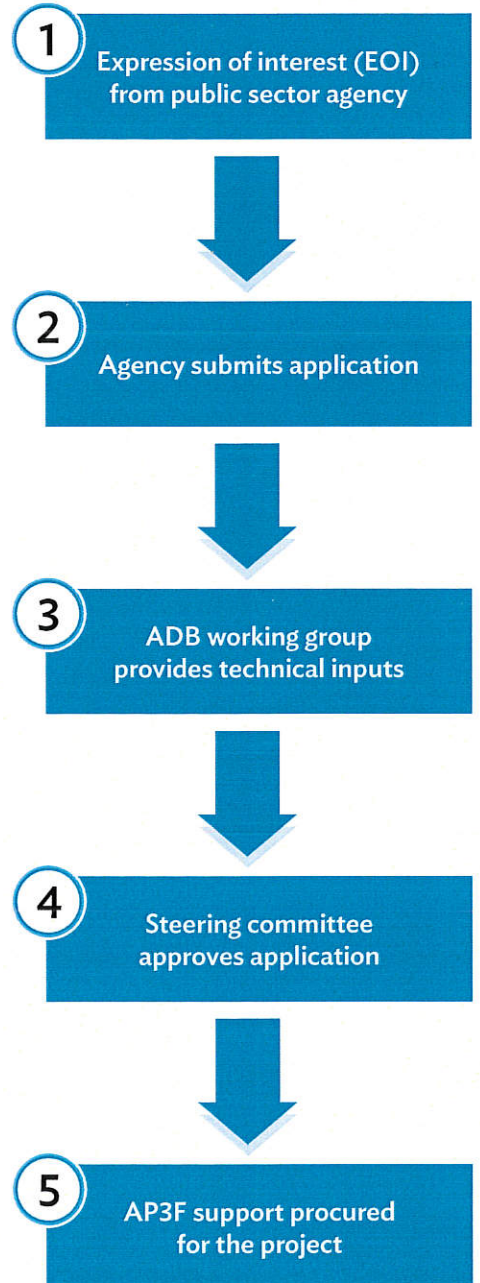 1
Expression of interest (EOI)
from public sector agency
2
Agency submits application
3
ADB working group
provides technical inputs
4
Steering committee
approves application
5
AP3F support procured
for the project